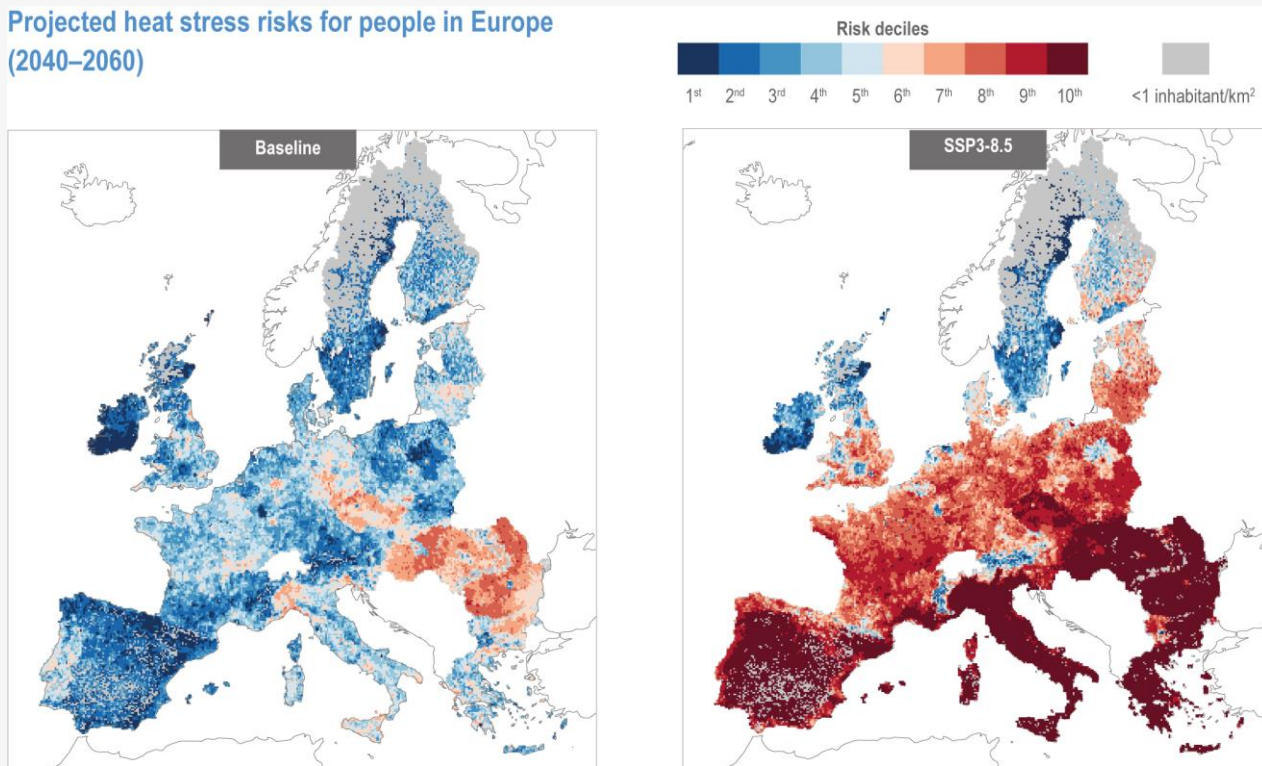 Projected heat stress risks for people in Europe
(2040–2060)
Risk deciles
1st 2nd 3rd 4th 5th 6th 7th 8th 9th 10th
<1 inhabitant/km²
Baseline
SSP3-8.5